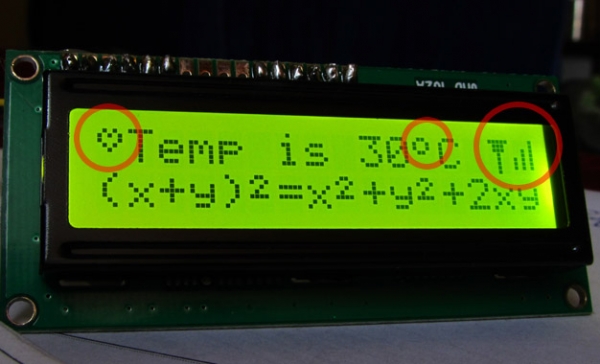 ♡Temp is 30°C
(x+y)²=x²+y²+2xy